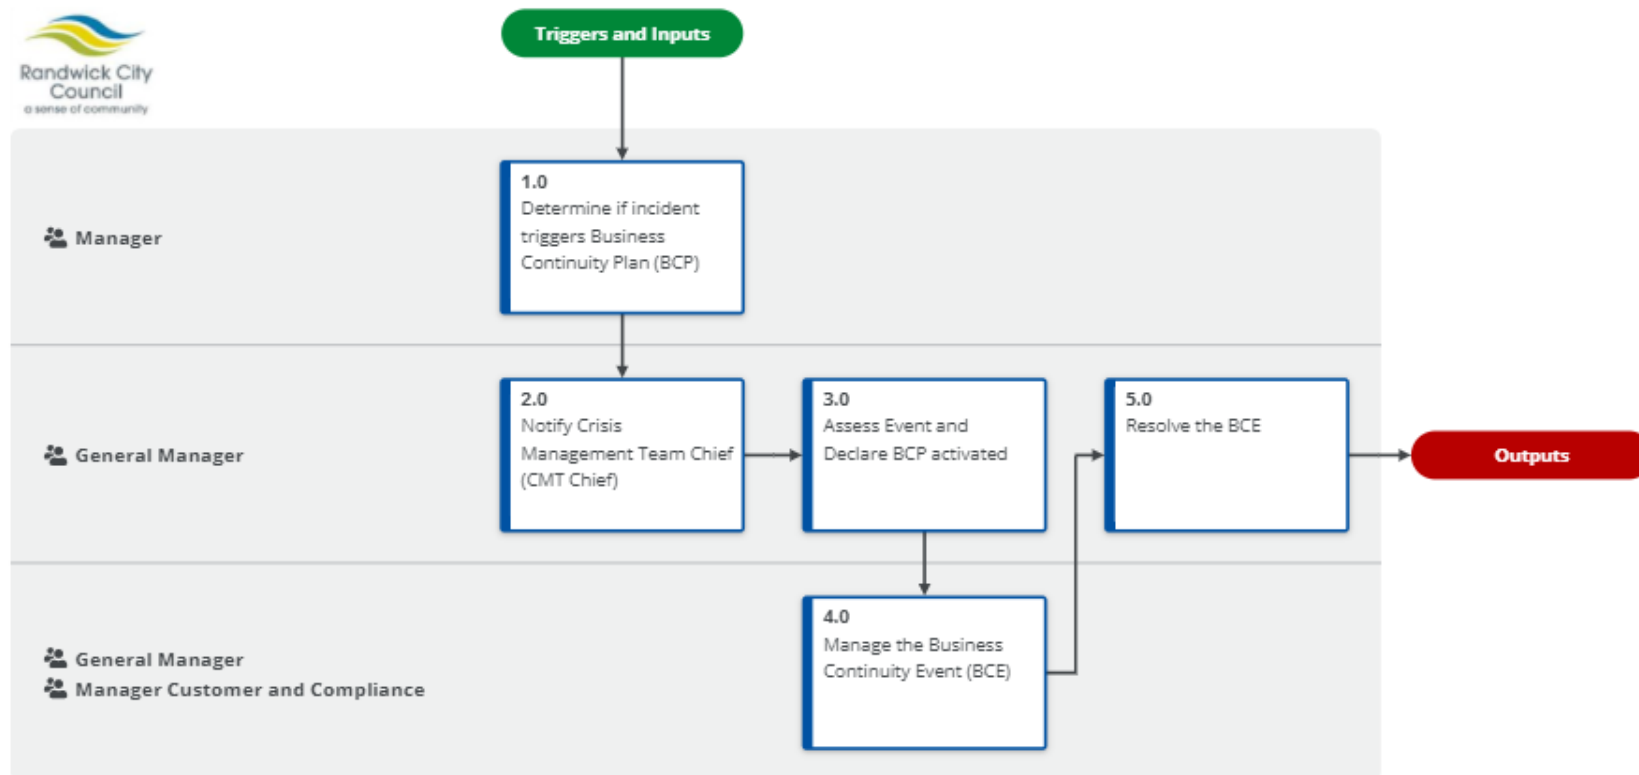 Randwick City
Council
a sense of community
Triggers and Inputs
Manager
1.0
Determine if incident
triggers Business
Continuity Plan (BCP)
General Manager
2.0
Notify Crisis
Management Team Chief
(CMT Chief)
3.0
Assess Event and
Declare BCP activated
5.0
Resolve the BCE
Outputs
General Manager
Manager Customer and Compliance
4.0
Manage the Business
Continuity Event (BCE)